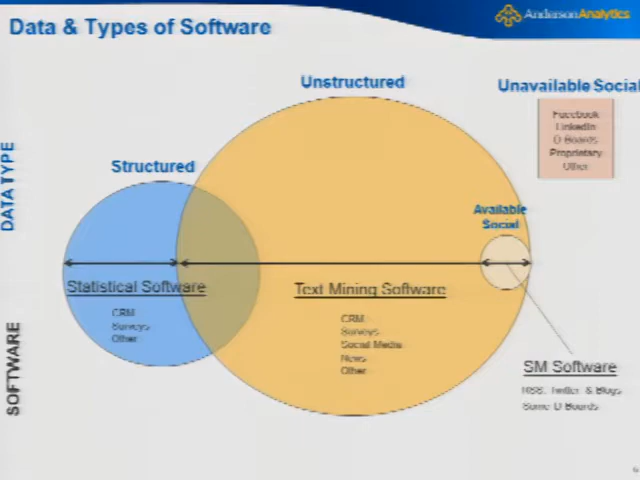 Data & Types of Software
AndersonAnalytics
Unstructured
Unavailable Social
Facebook
LinkedIn
D Boards
Proprietary
Other
DATA TYPE
Structured
Available
Social
Statistical Software
CRM
Surveys
Other
Text Mining Software
CRM
Surveys
Social Media
News
Other
SOFTWARE
SM Software
RSS, Twitter & Blogs
Some D Boards